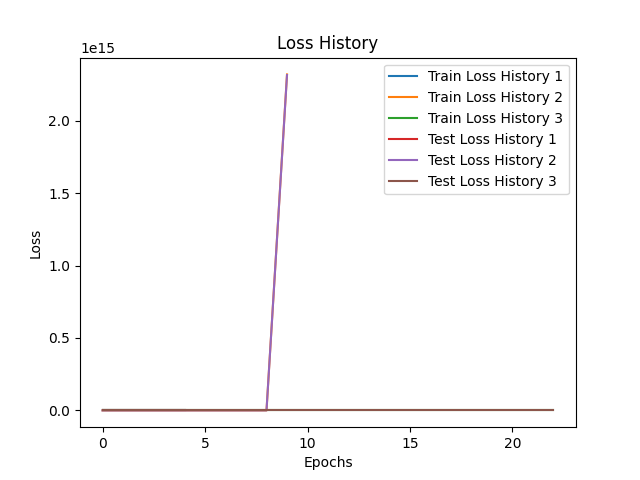 Loss History
1e15
Train Loss History 1
Train Loss History 2
Train Loss History 3
Test Loss History 1
Test Loss History 2
Test Loss History 3
2.0
1.5
1.0
0.5
0.0
Loss
0 5 10 15 20
Epochs